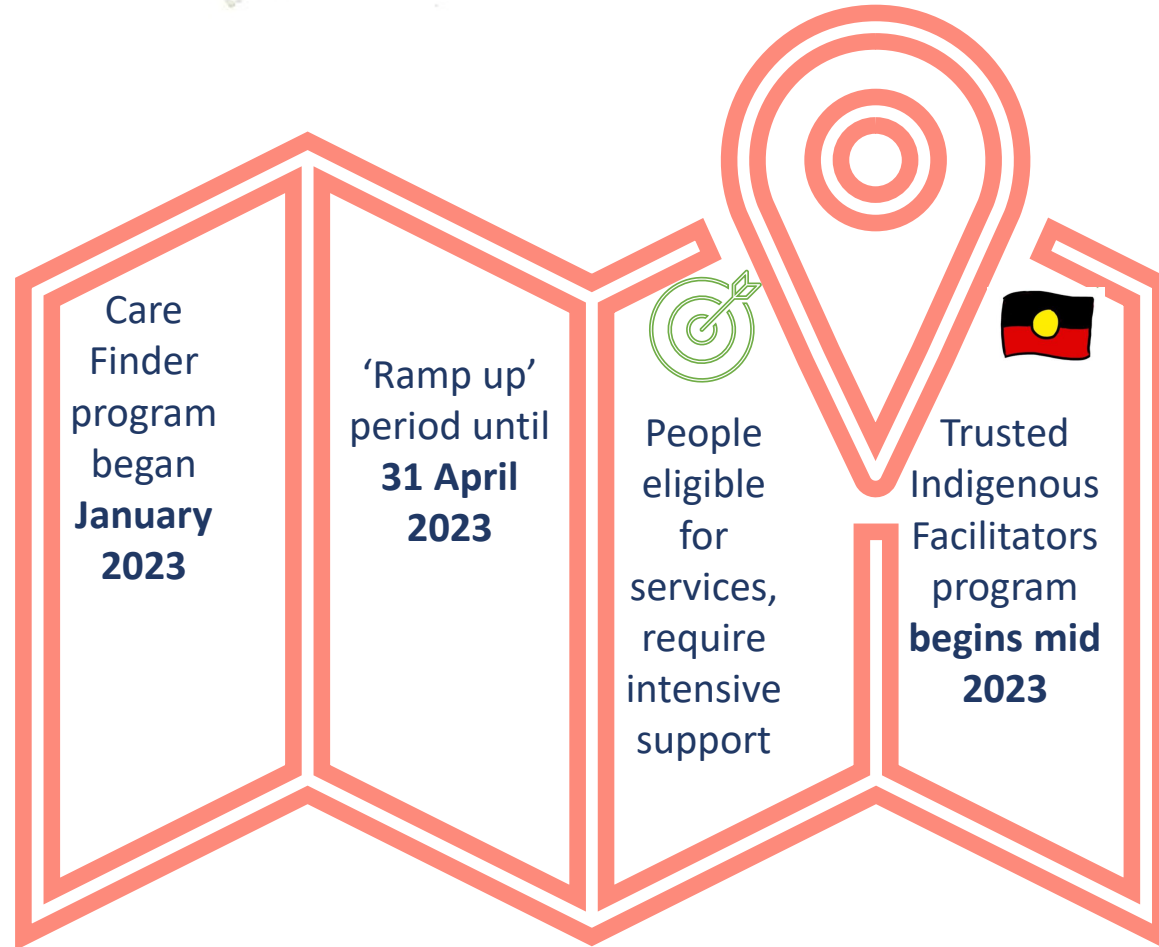 Care
Finder
program
began
January
2023
‘Ramp up’
period until
31 April
2023
People
eligible
for
services,
require
intensive
support
Trusted
Indigenous
Facilitators
program
begins mid
2023